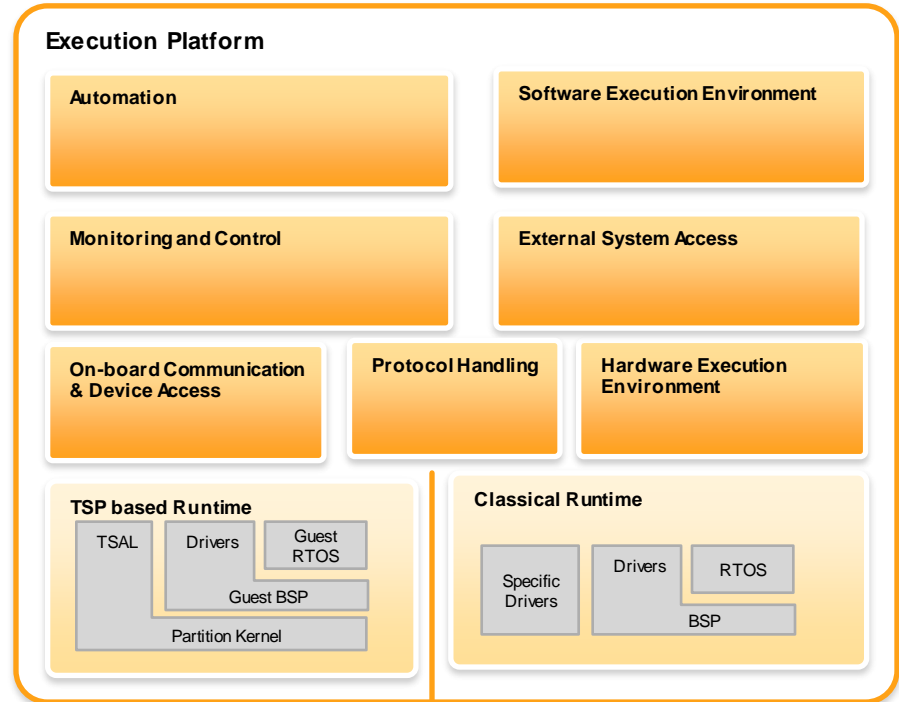 Execution Platform
Automation
Software Execution Environment
Monitoring and Control
External System Access
On-board Communication
& Device Access
Protocol Handling
Hardware Execution
Environment
TSP based Runtime
TSAL
Drivers
Guest
RTOS
Guest BSP
Partition Kernel
Classical Runtime
Specific
Drivers
Drivers
RTOS
BSP